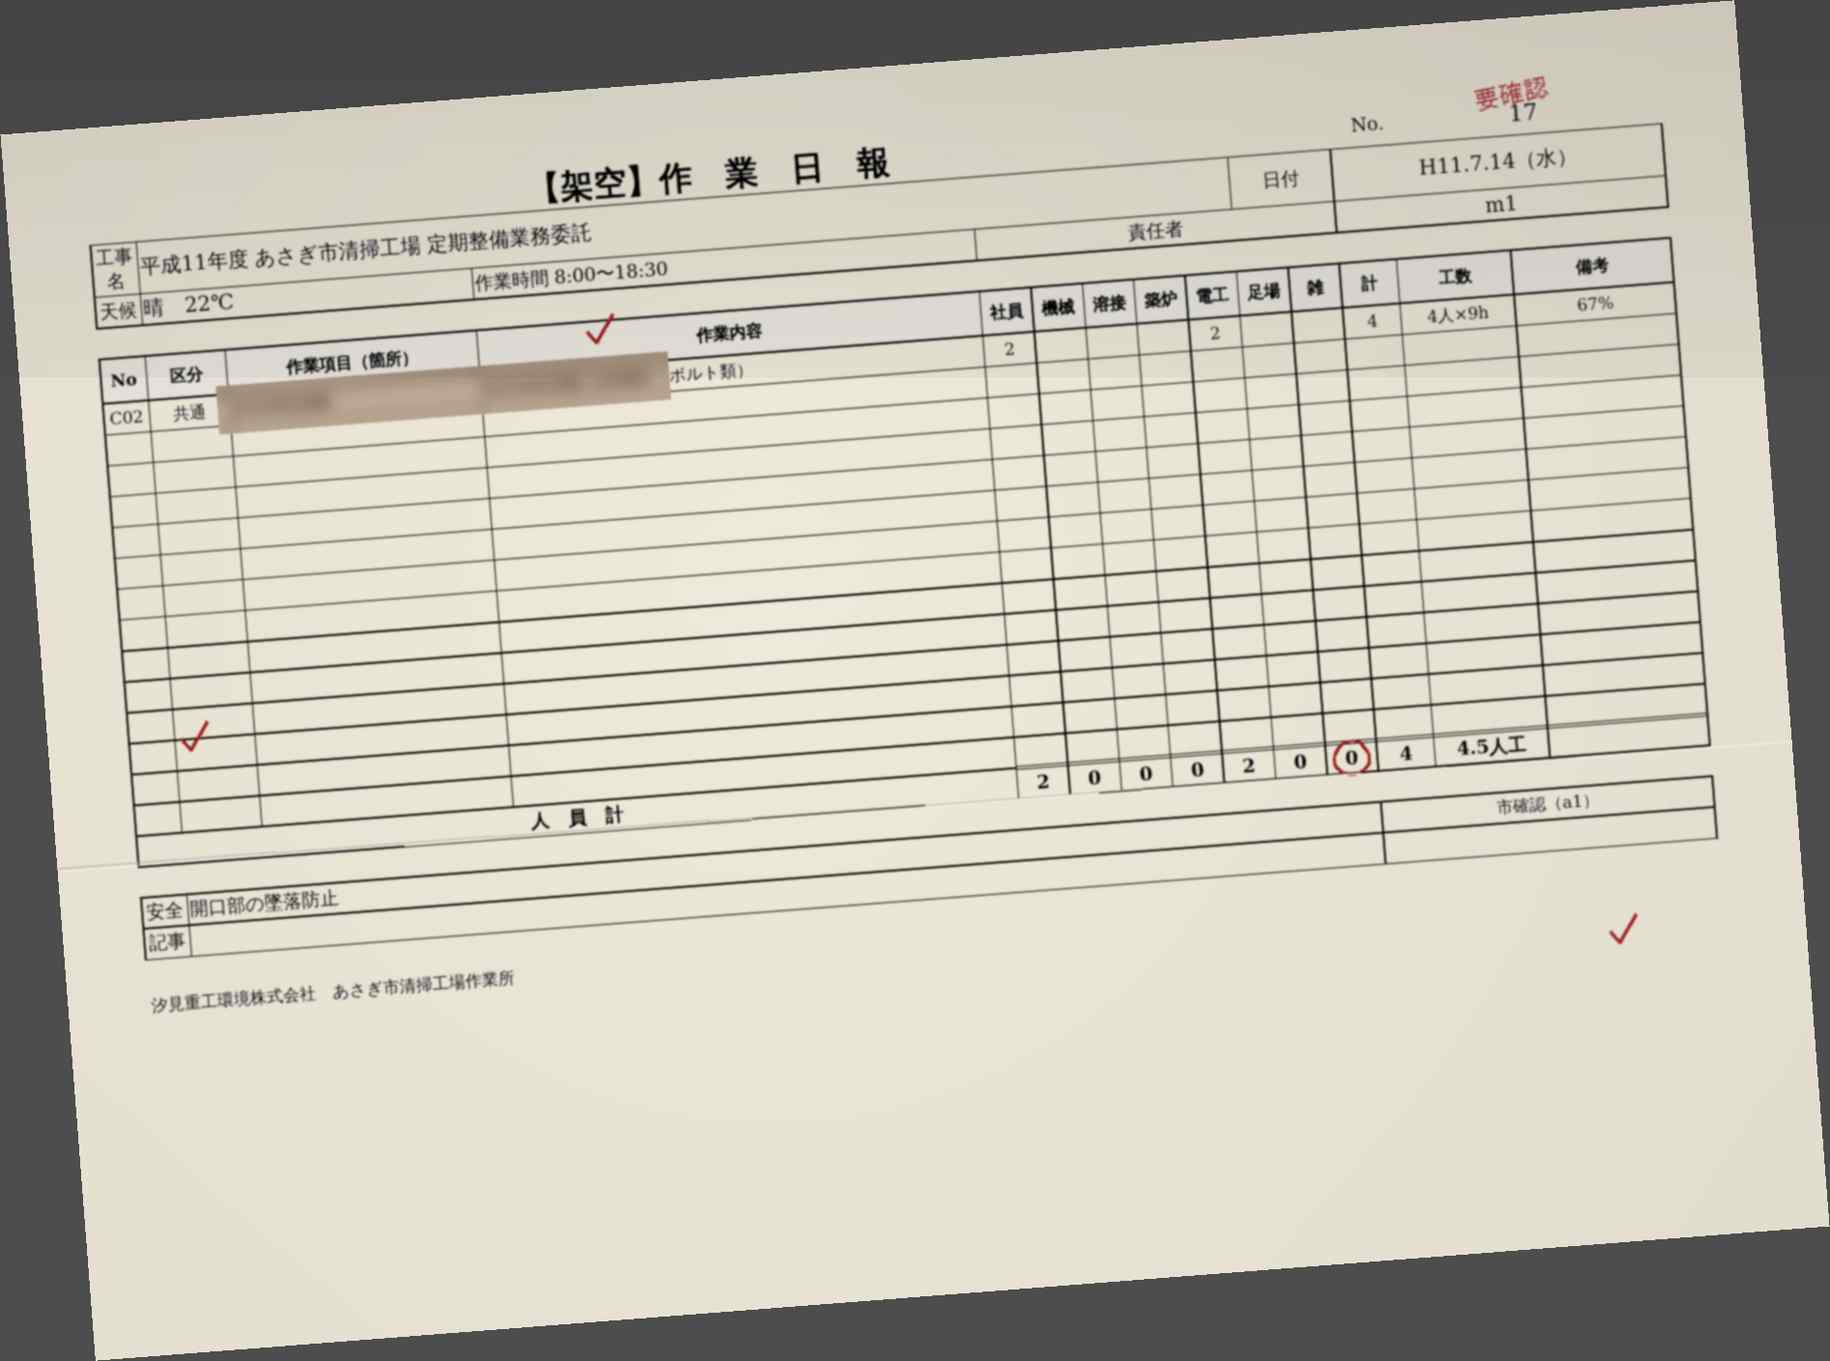 要確認
No. 17
【架空】作 業 日 報
工事名 平成11年度 あさぎ市清掃工場 定期整備業務委託 日付 H11.7.14（水）
天候 晴 22℃ 作業時間 8:00〜18:30 責任者 m1
No 区分 作業項目（箇所） 作業内容 社員 機械 溶接 築炉 電工 足場 雑 計 工数 備考
C02 共通 ボルト類） 2 2 4 4人×9h 67%
人 員 計 2 0 0 0 2 0 0 4 4.5人工
安全 開口部の墜落防止 市確認（a1）
記事
汐見重工環境株式会社 あさぎ市清掃工場作業所